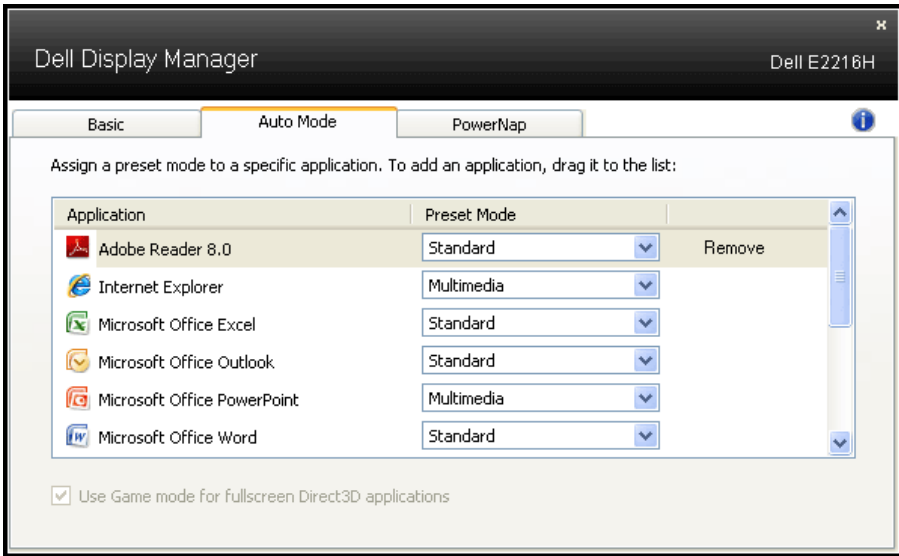 x
Dell Display Manager Dell E2216H
Basic Auto Mode PowerNap
Assign a preset mode to a specific application. To add an application, drag it to the list:
Application Preset Mode
Adobe Reader 8.0 Standard Remove
Internet Explorer Multimedia
Microsoft Office Excel Standard
Microsoft Office Outlook Standard
Microsoft Office PowerPoint Multimedia
Microsoft Office Word Standard
Use Game mode for fullscreen Direct3D applications